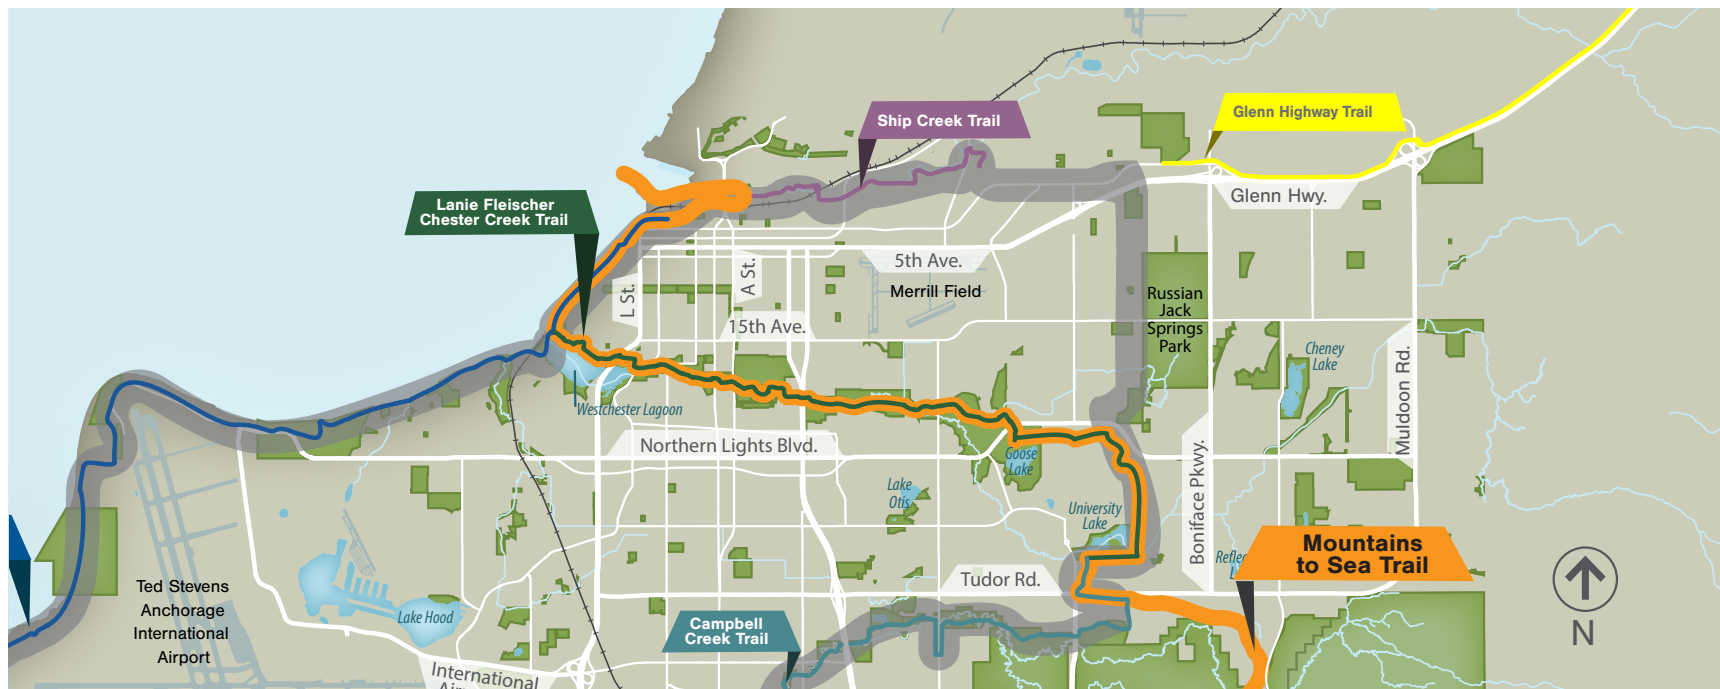 Ship Creek Trail
Glenn Highway Trail
Lanie Fleischer
Chester Creek Trail
Glenn Hwy.
5th Ave.
Merrill Field
A St.
L St.
15th Ave.
Russian
Jack
Springs
Park
Cheney
Lake
Muldoon Rd.
Westchester Lagoon
Northern Lights Blvd.
Goose
Lake
Boniface Pkwy.
Lake
Otis
University
Lake
Mountains
to Sea Trail
Tudor Rd.
Ted Stevens
Anchorage
International
Airport
Lake Hood
Campbell
Creek Trail
International
N